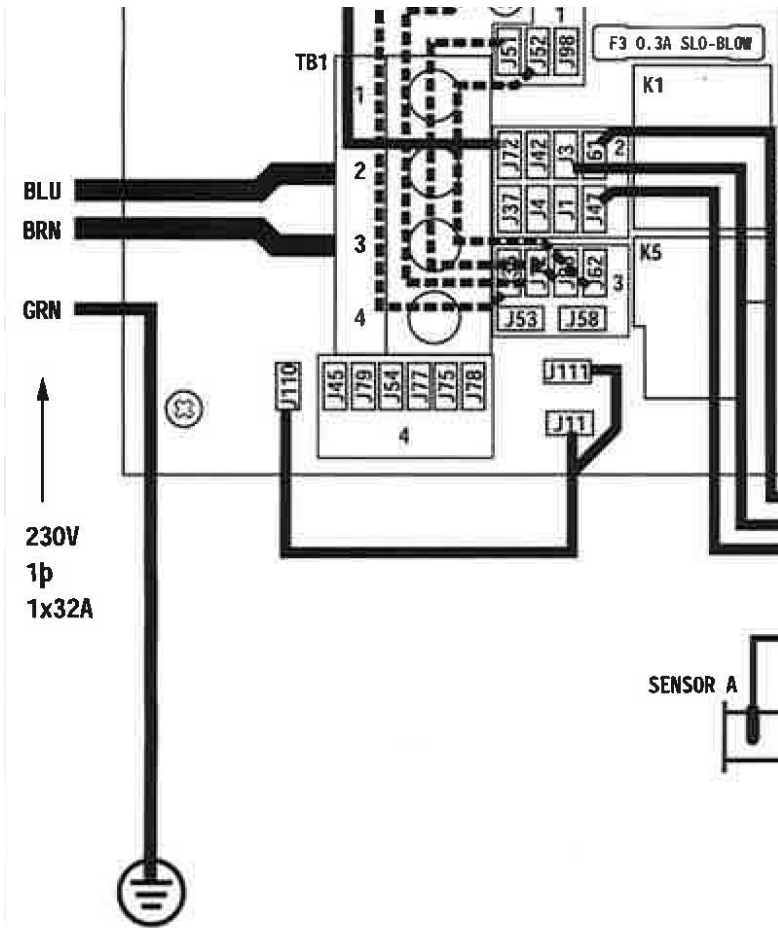 1
J51
J52
J98
F3 0.3A SLO-BLOW
TB1
K1
1
J72
J42
J3
2
BLU
2
J37
J4
J1
J47
BRN
3
K5
J62
3
GRN
4
J53
J58
J110
J45
J79
J54
J77
J75
J78
J111
J11
4
230V
1þ
1x32A
SENSOR A